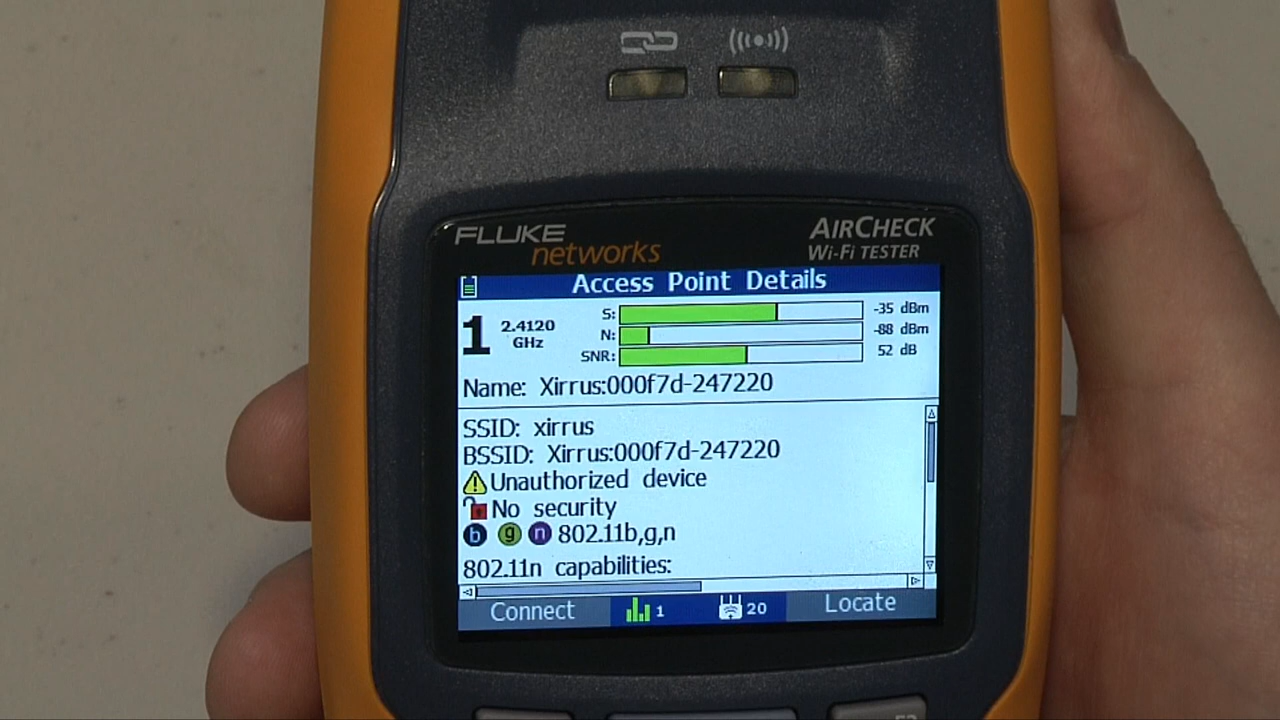 FLUKE
networks
AIRCHECK
Wi-Fi TESTER
Access Point Details
1
2.4120
GHz
S:
-35 dBm
N:
-88 dBm
SNR:
52 dB
Name: Xirrus:000f7d-247220
SSID: xirrus
BSSID: Xirrus:000f7d-247220
Unauthorized device
No security
b g n 802.11b,g,n
802.11n capabilities:
Connect 1 20 Locate